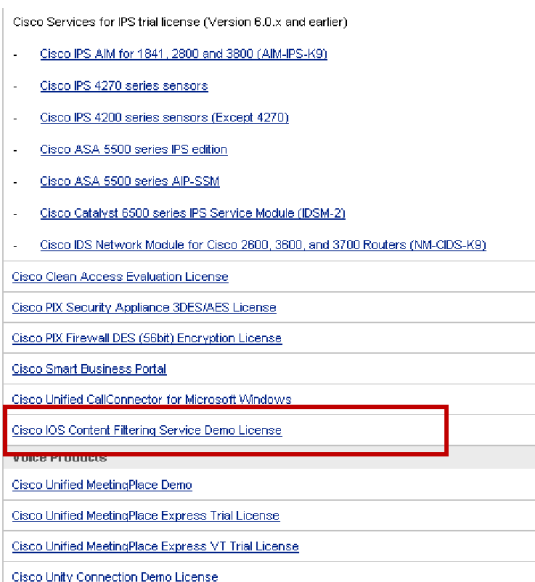 Cisco Services for IPS trial license (Version 6.0.x and earlier)
- Cisco IPS AIM for 1841, 2800 and 3800 (AIM-IPS-K9)
- Cisco IPS 4270 series sensors
- Cisco IPS 4200 series sensors (Except 4270)
- Cisco ASA 5500 series IPS edition
- Cisco ASA 5500 series AIP-SSM
- Cisco Catalyst 6500 series IPS Service Module (IDSM-2)
- Cisco IDS Network Module for Cisco 2600, 3600, and 3700 Routers (NM-CIDS-K9)
Cisco Clean Access Evaluation License
Cisco PIX Security Appliance 3DES/AES License
Cisco PIX Firewall DES (56bit) Encryption License
Cisco Smart Business Portal
Cisco Unified CallConnector for Microsoft Windows
Cisco IOS Content Filtering Service Demo License
Voice Products
Cisco Unified MeetingPlace Demo
Cisco Unified MeetingPlace Express Trial License
Cisco Unified MeetingPlace Express VT Trial License
Cisco Unity Connection Demo License